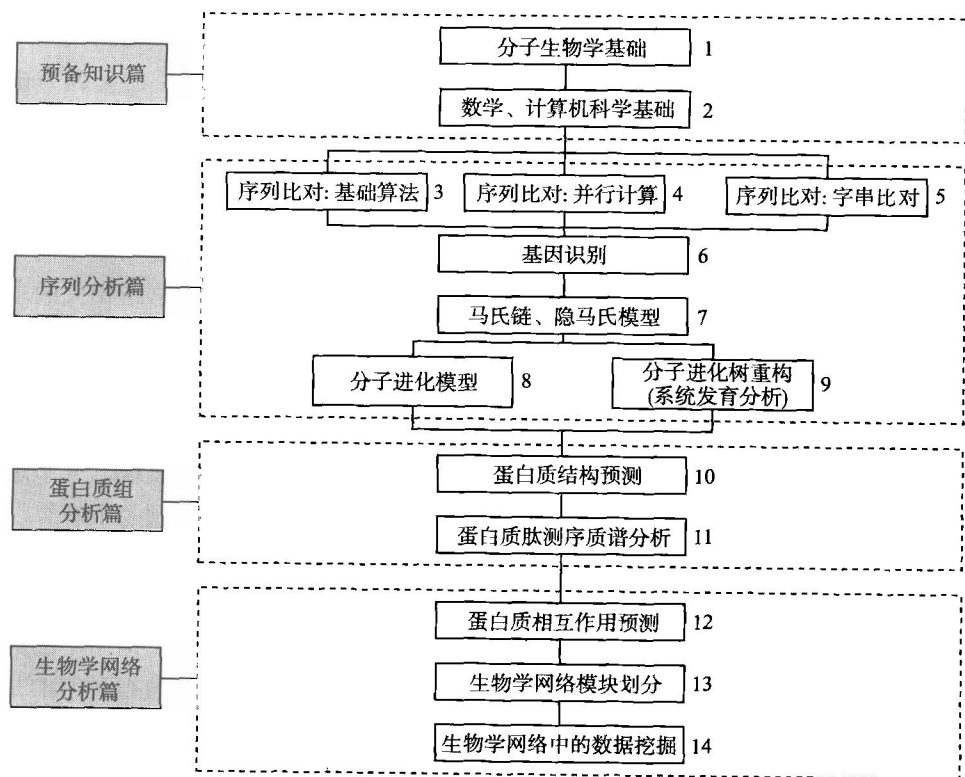 预备知识篇
分子生物学基础 1
数学、计算机科学基础 2
序列分析篇
序列比对: 基础算法 3
序列比对: 并行计算 4
序列比对: 字串比对 5
基因识别 6
马氏链、隐马氏模型 7
分子进化模型 8
分子进化树重构
(系统发育分析) 9
蛋白质组
分析篇
蛋白质结构预测 10
蛋白质肽测序质谱分析 11
生物学网络
分析篇
蛋白质相互作用预测 12
生物学网络模块划分 13
生物学网络中的数据挖掘 14